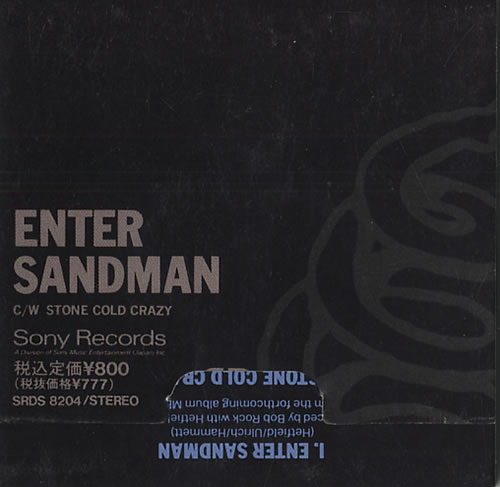 ENTER
SANDMAN
C/W STONE COLD CRAZY
Sony Records
A Division of Sony Music Entertainment (Japan) Inc.
税込定価¥800
(税抜価格¥777)
SRDS 8204/STEREO
1. ENTER SANDMAN
(Hetfield/Ulrich/Hammett)
ced by Bob Rock with Hetfiel
m the forthcoming album ME
STONE COLD CR